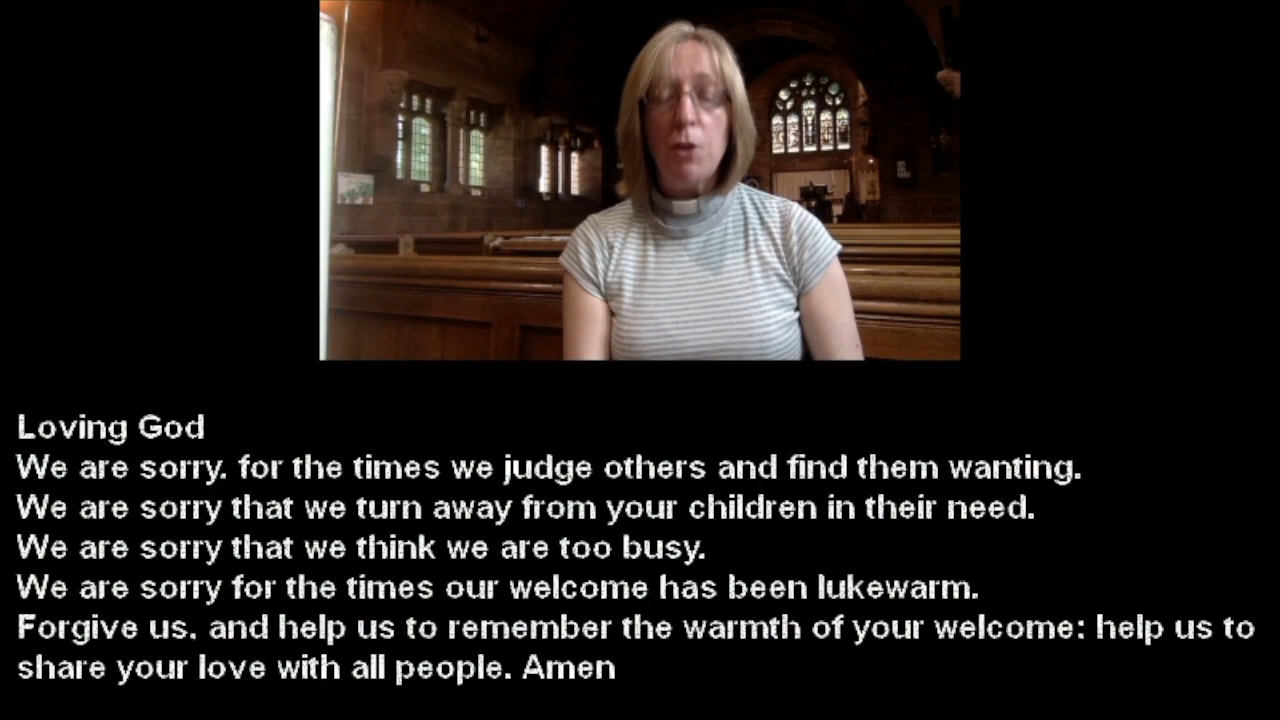 Loving God
We are sorry. for the times we judge others and find them wanting.
We are sorry that we turn away from your children in their need.
We are sorry that we think we are too busy.
We are sorry for the times our welcome has been lukewarm.
Forgive us. and help us to remember the warmth of your welcome: help us to
share your love with all people. Amen